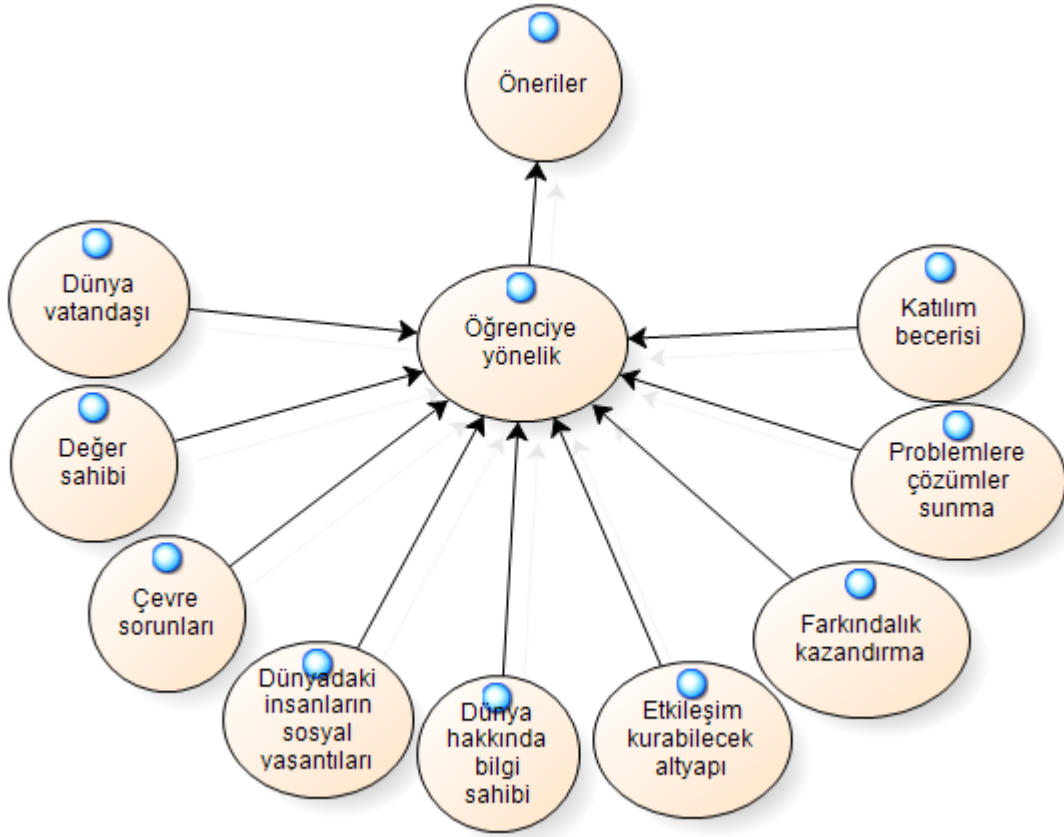 Öneriler
Öğrenciye
yönelik
Dünya
vatandaşı
Değer
sahibi
Çevre
sorunları
Dünyadaki
insanların
sosyal
yaşantıları
Dünya
hakkında
bilgi
sahibi
Etkileşim
kurabilecek
altyapı
Farkındalık
kazandırma
Problemlere
çözümler
sunma
Katılım
becerisi